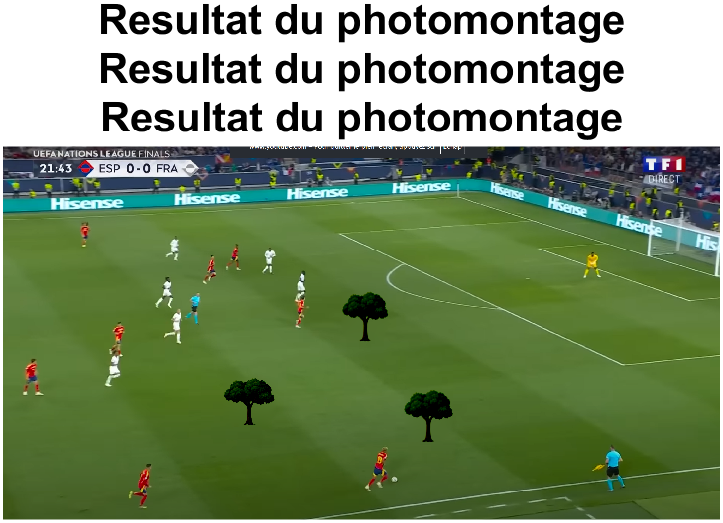 Resultat du photomontage
Resultat du photomontage
Resultat du photomontage
UEFA NATIONS LEAGUE FINALS
21:43 ESP 0-0 FRA
TF1
DIRECT
Hisense
Hisense
Hisense
Hisense
Hisense
Hisense
Hisense
His